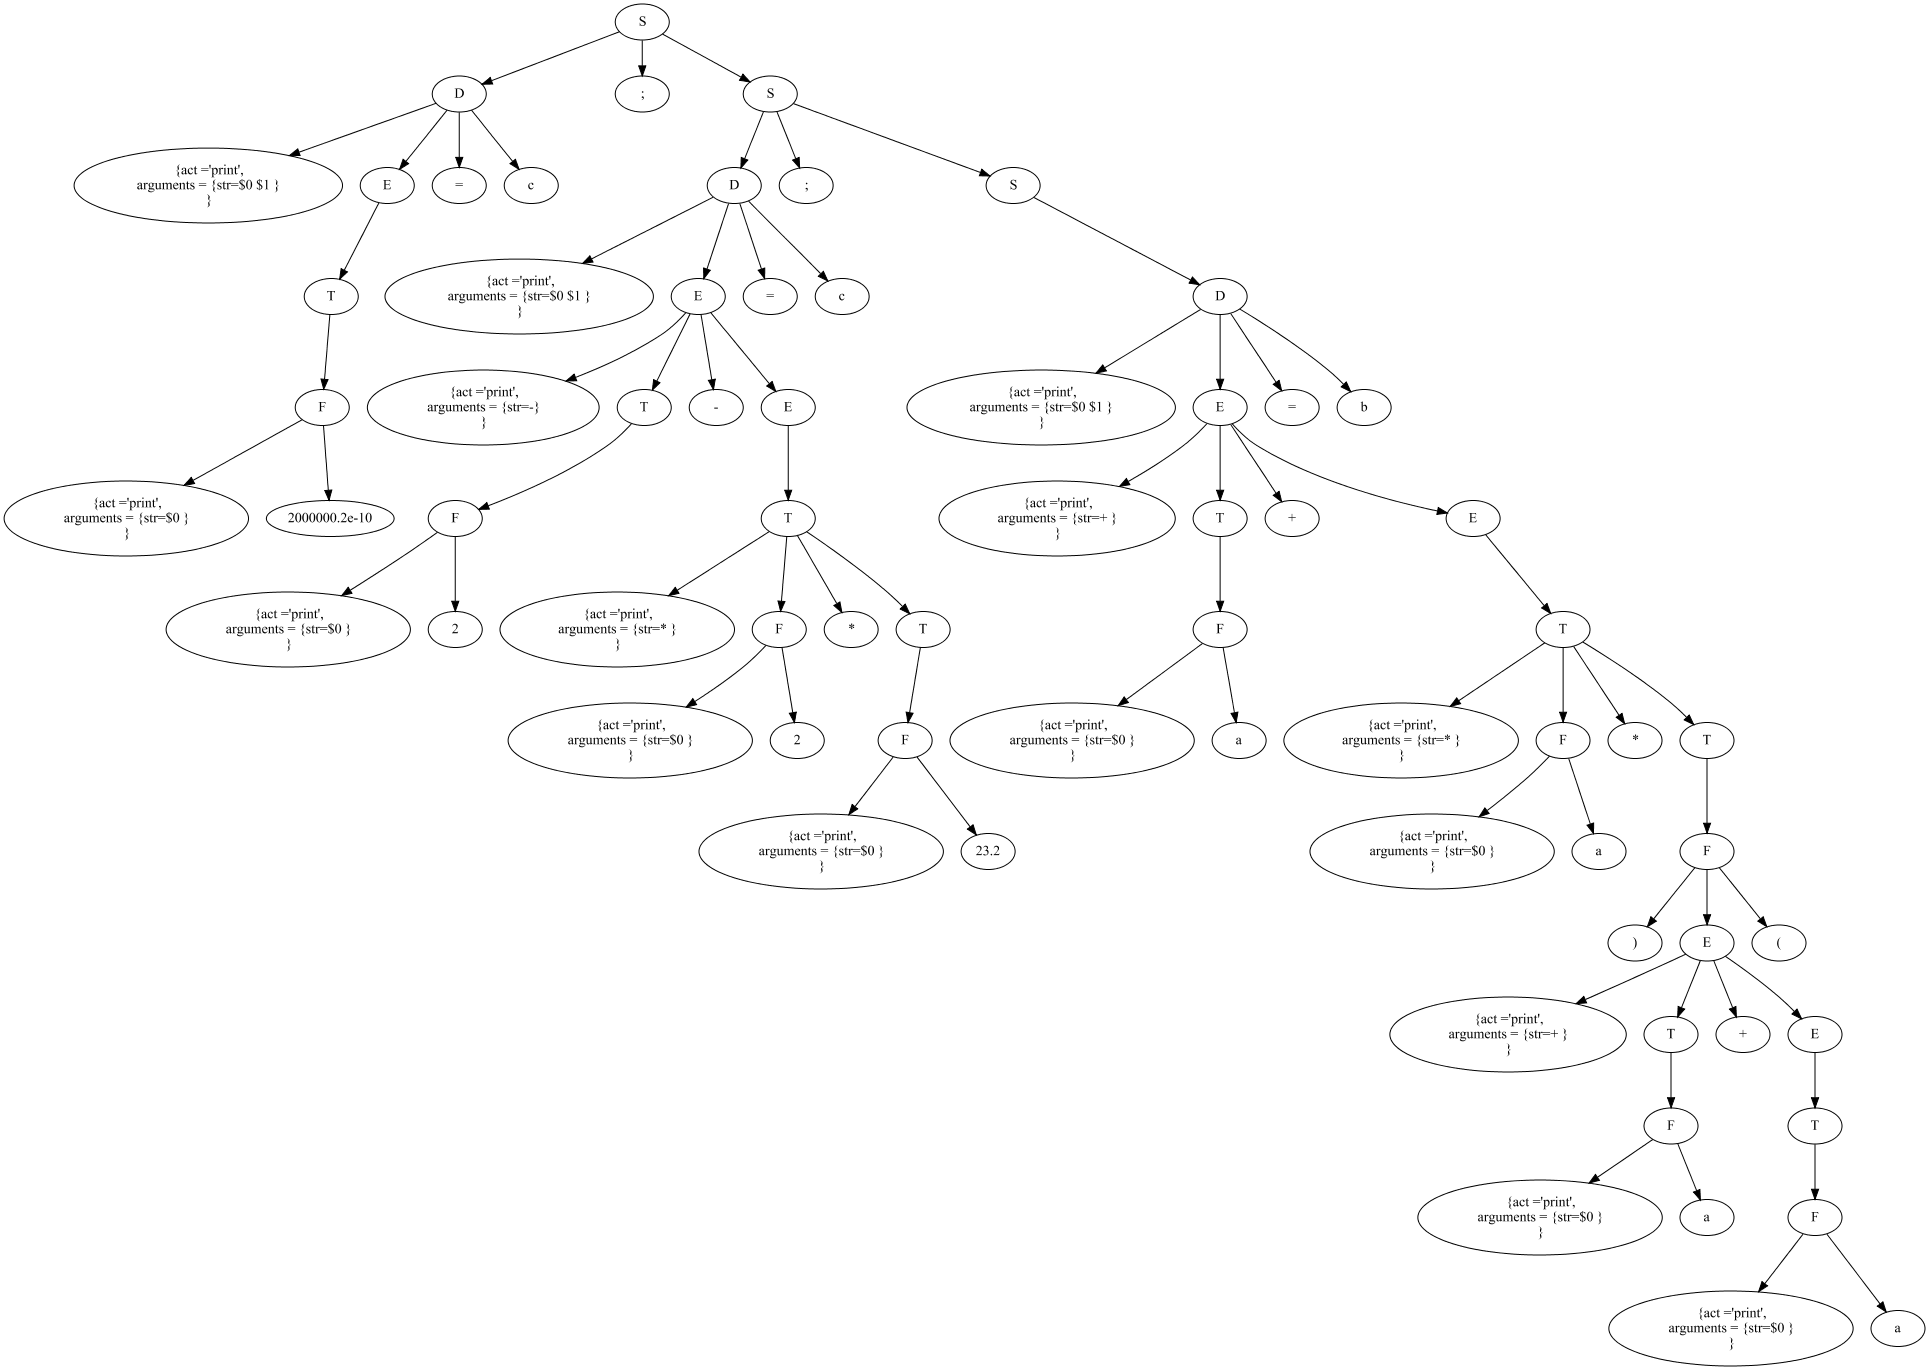 S
D
;
S
{act ='print',
arguments = {str=$0 $1 }
}
E
=
c
D
;
S
T
{act ='print',
arguments = {str=$0 $1 }
}
E
=
c
D
F
{act ='print',
arguments = {str=-}
}
T
-
E
{act ='print',
arguments = {str=$0 $1 }
}
E
=
b
{act ='print',
arguments = {str=$0 }
}
2000000.2e-10
F
T
{act ='print',
arguments = {str=+ }
}
T
+
E
{act ='print',
arguments = {str=$0 }
}
2
{act ='print',
arguments = {str=* }
}
F
*
T
F
T
{act ='print',
arguments = {str=$0 }
}
2
F
{act ='print',
arguments = {str=$0 }
}
a
{act ='print',
arguments = {str=* }
}
F
*
T
{act ='print',
arguments = {str=$0 }
}
23.2
{act ='print',
arguments = {str=$0 }
}
a
F
)
E
(
{act ='print',
arguments = {str=+ }
}
T
+
E
F
T
{act ='print',
arguments = {str=$0 }
}
a
F
{act ='print',
arguments = {str=$0 }
}
a